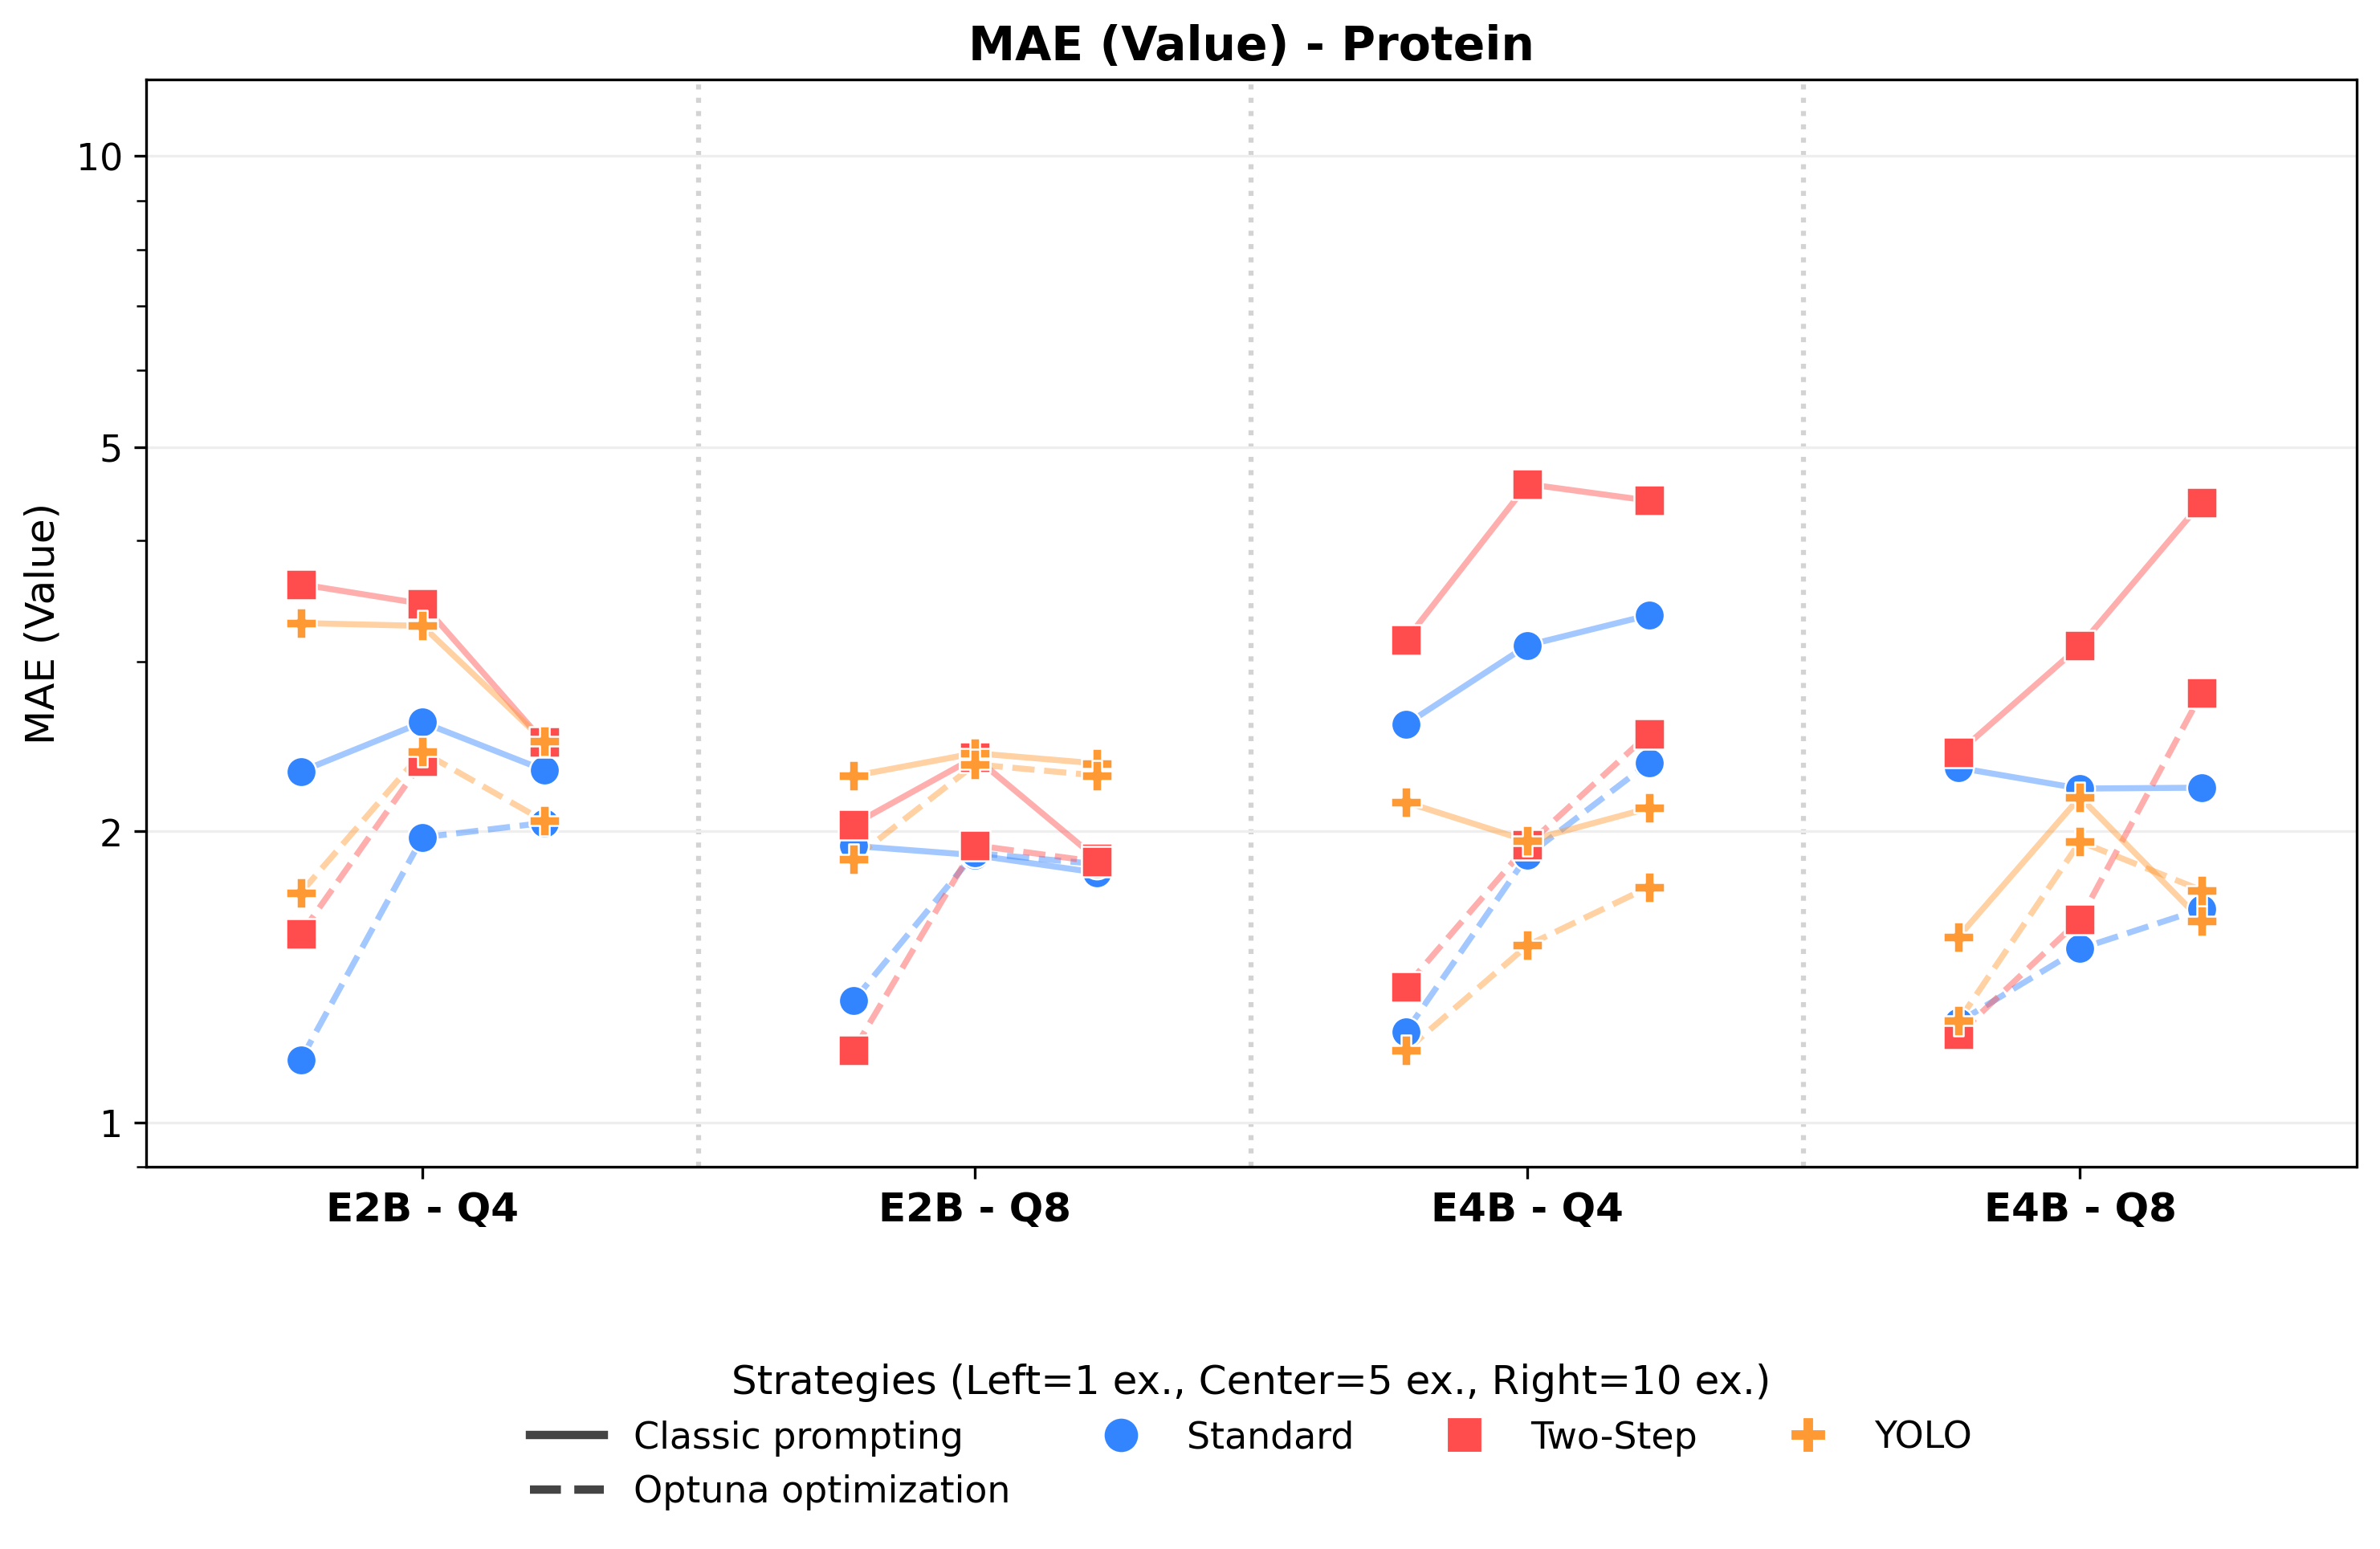 MAE (Value) - Protein
MAE (Value)
10
5
2
1
E2B - Q4
E2B - Q8
E4B - Q4
E4B - Q8
Strategies (Left=1 ex., Center=5 ex., Right=10 ex.)
Classic prompting
Standard
Two-Step
YOLO
Optuna optimization